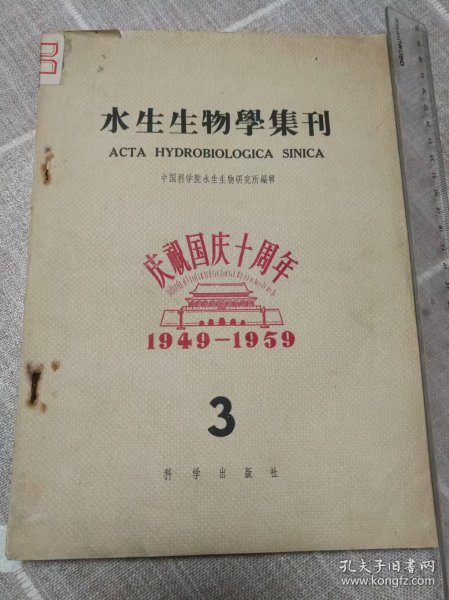 水生生物學集刊
ACTA HYDROBIOLOGICA SINICA
中国科学院水生生物研究所編輯
庆祝国庆十周年
1949-1959
3
科学出版社
孔夫子旧书网
www.kongfz.com